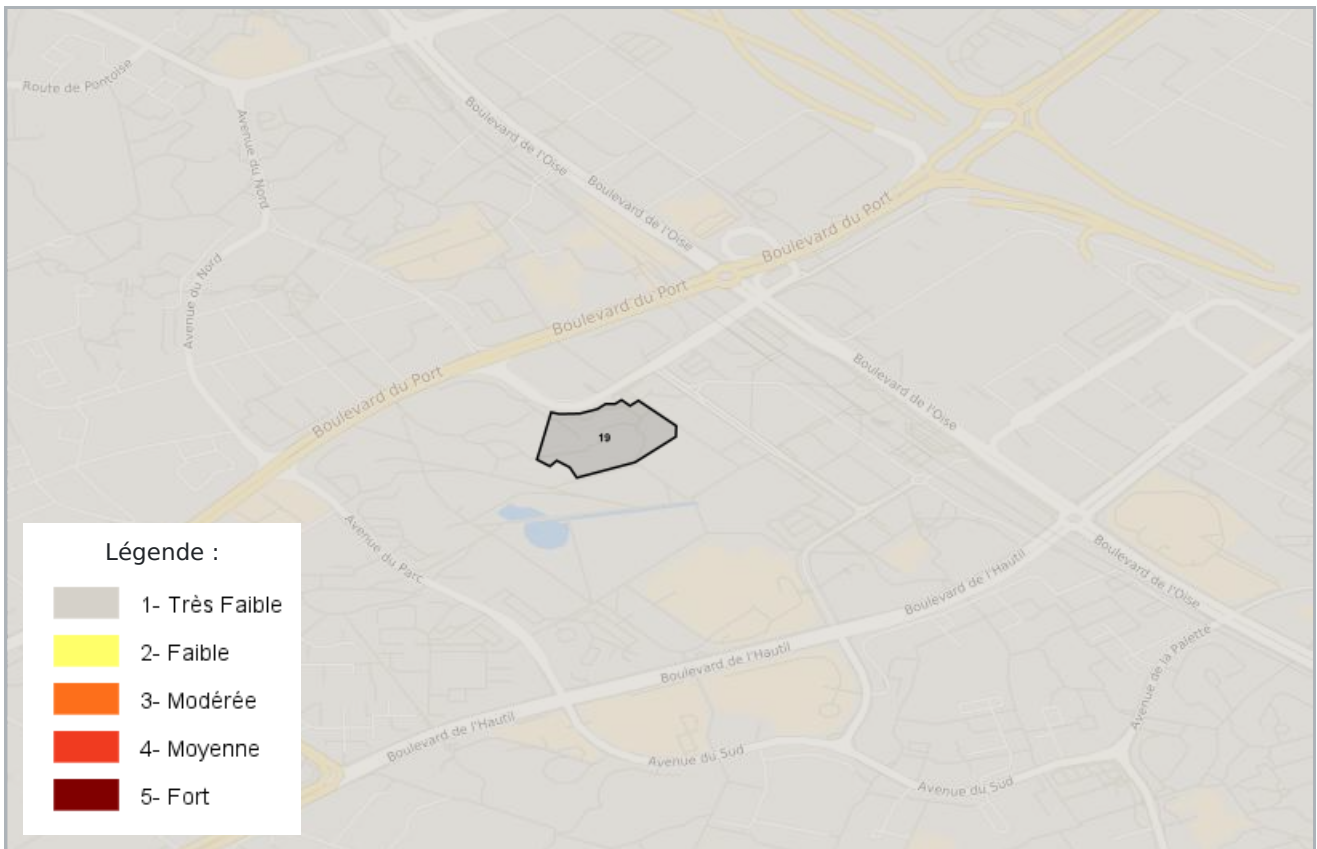 Route de Pontoise
Avenue du Nord
Boulevard de l'Oise
Boulevard de l'Oise
Boulevard du Port
Avenue du Nord
Boulevard du Port
Boulevard du Port
Boulevard de l'Oise
19
Avenue du Parc
Boulevard de l'Hautil
Boulevard de l'Oise
Boulevard de l'Hautil
Avenue de la Palette
Boulevard de l'Hautil
Avenue du Sud
Avenue du Sud
Légende :
1- Très Faible
2- Faible
3- Modérée
4- Moyenne
5- Fort